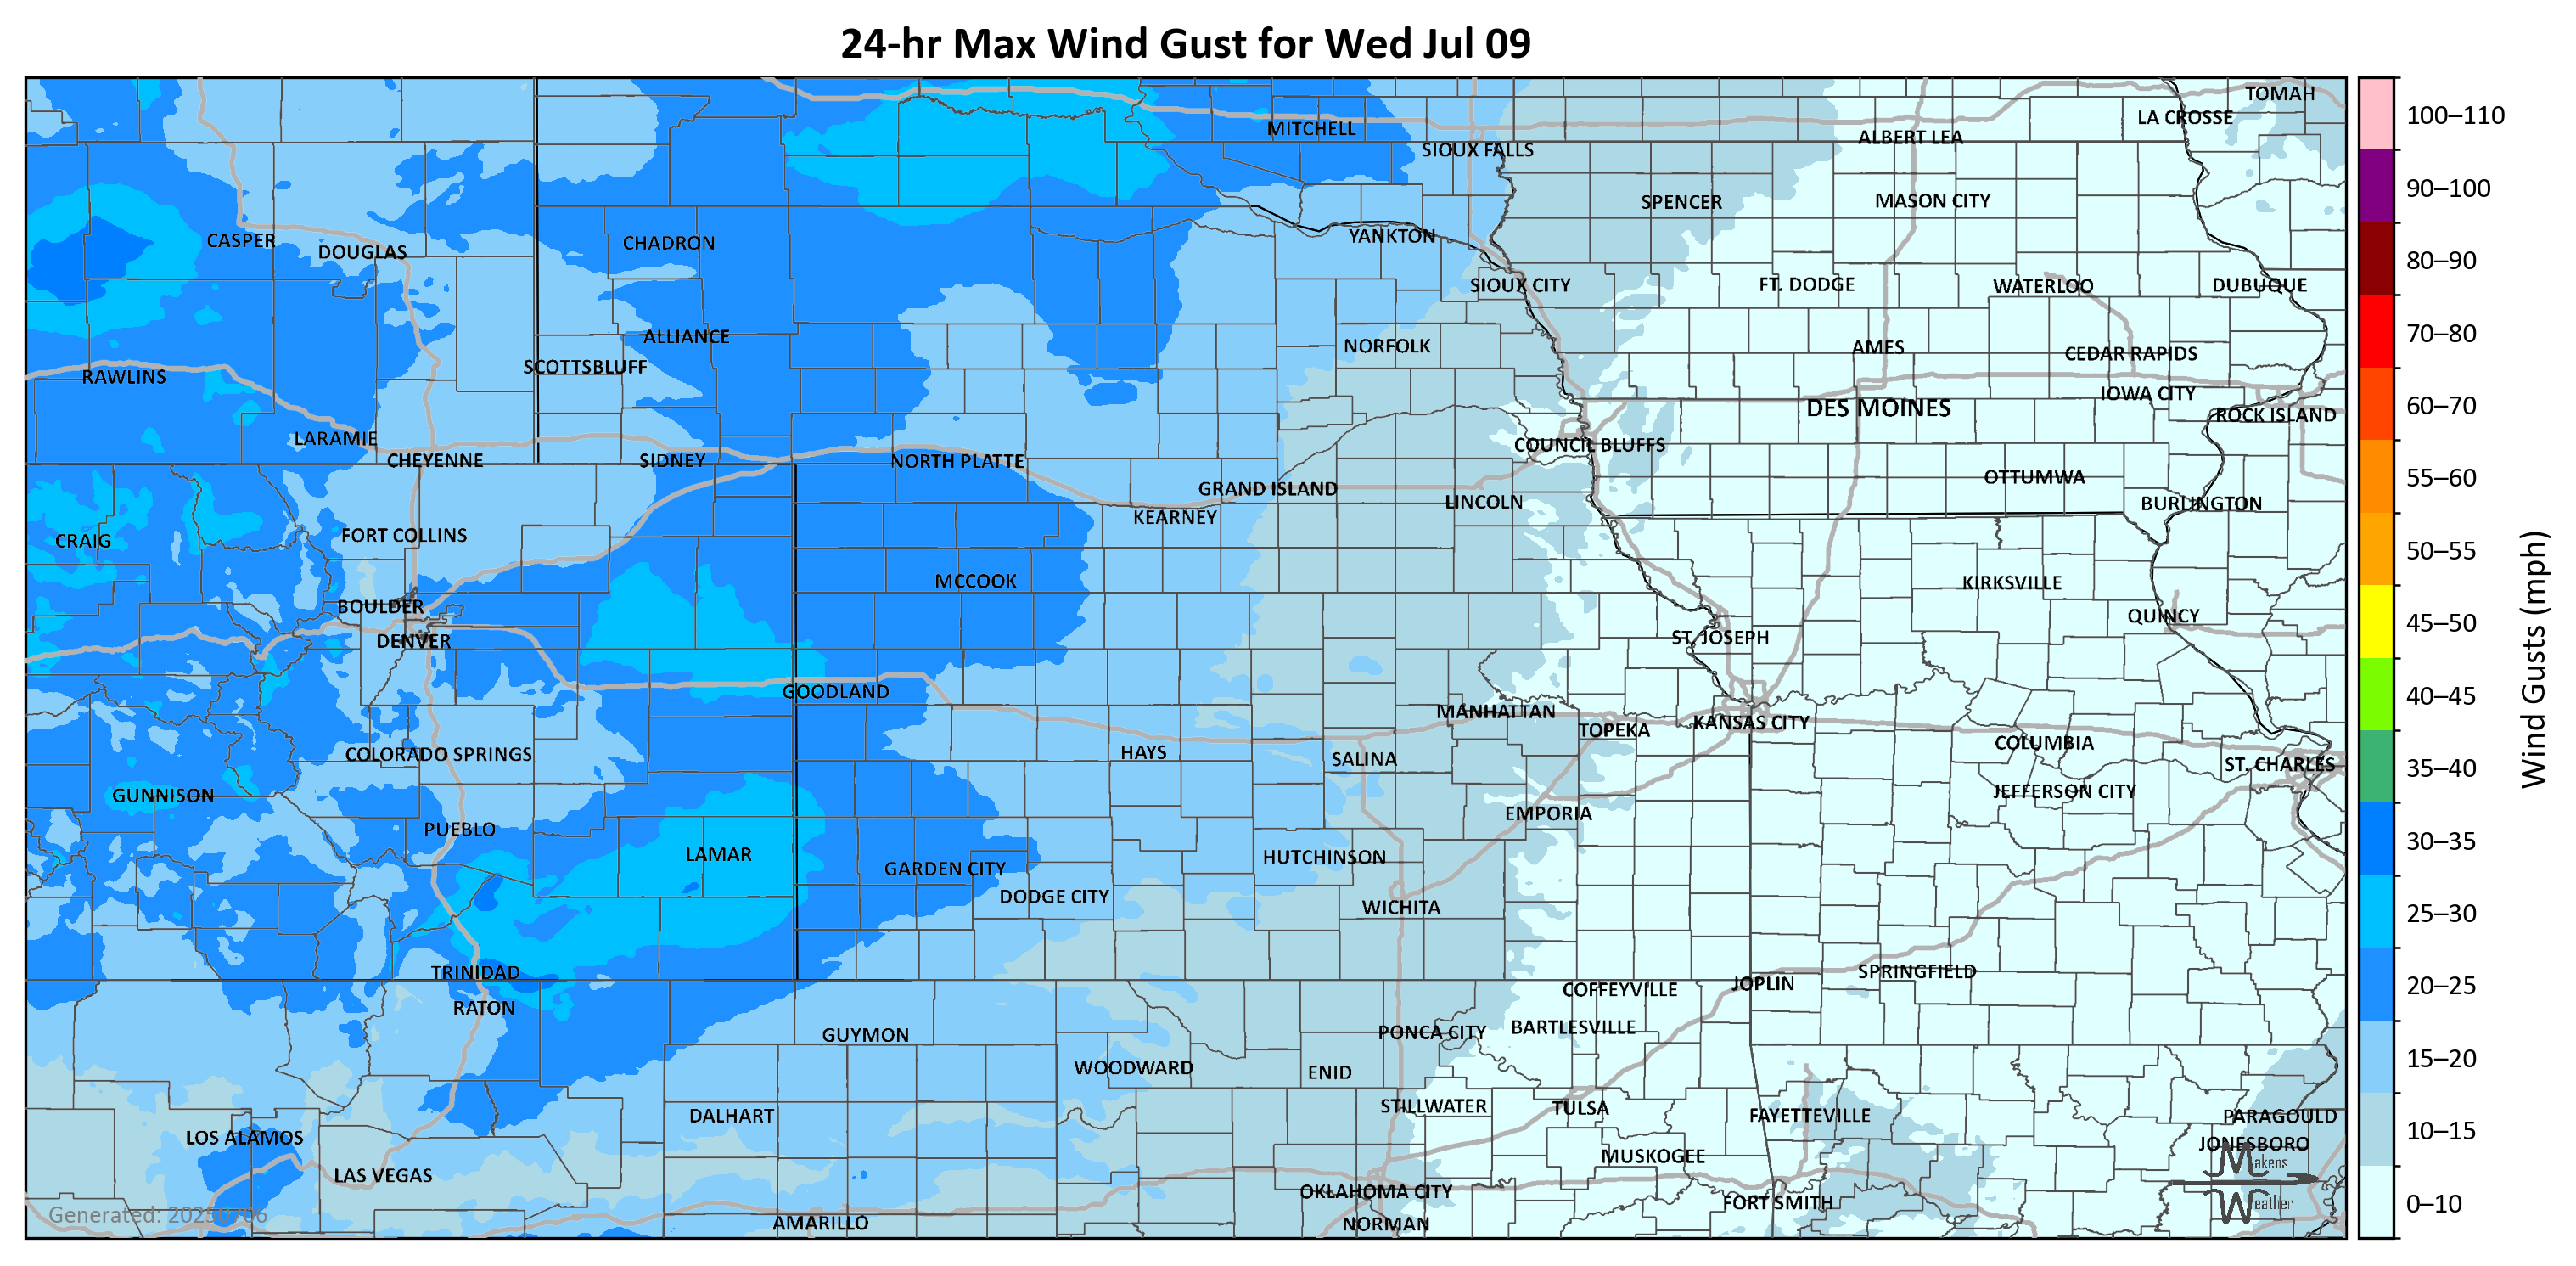 24-hr Max Wind Gust for Wed Jul 09
TOMAH
LA CROSSE
MITCHELL
ALBERT LEA
SIOUX FALLS
SPENCER
MASON CITY
CASPER
CHADRON
YANKTON
DOUGLAS
SIOUX CITY
FT. DODGE
WATERLOO
DUBUQUE
ALLIANCE
NORFOLK
AMES
CEDAR RAPIDS
SCOTTSBLUFF
RAWLINS
IOWA CITY
DES MOINES
ROCK ISLAND
LARAMIE
COUNCIL BLUFFS
CHEYENNE
SIDNEY
NORTH PLATTE
OTTUMWA
GRAND ISLAND
LINCOLN
BURLINGTON
KEARNEY
FORT COLLINS
CRAIG
MCCOOK
KIRKSVILLE
BOULDER
QUINCY
DENVER
ST. JOSEPH
GOODLAND
MANHATTAN
KANSAS CITY
TOPEKA
COLUMBIA
COLORADO SPRINGS
HAYS
SALINA
ST. CHARLES
GUNNISON
JEFFERSON CITY
EMPORIA
PUEBLO
LAMAR
HUTCHINSON
GARDEN CITY
DODGE CITY
WICHITA
TRINIDAD
SPRINGFIELD
JOPLIN
COFFEYVILLE
RATON
BARTLESVILLE
PONCA CITY
GUYMON
WOODWARD
ENID
STILLWATER
TULSA
DALHART
FAYETTEVILLE
PARAGOULD
LOS ALAMOS
JONESBORO
MUSKOGEE
LAS VEGAS
OKLAHOMA CITY
FORT SMITH
AMARILLO
NORMAN
Generated: 20250706
Makens
Weather
100–110
90–100
80–90
70–80
60–70
55–60
50–55
45–50
40–45
35–40
30–35
25–30
20–25
15–20
10–15
0–10
Wind Gusts (mph)